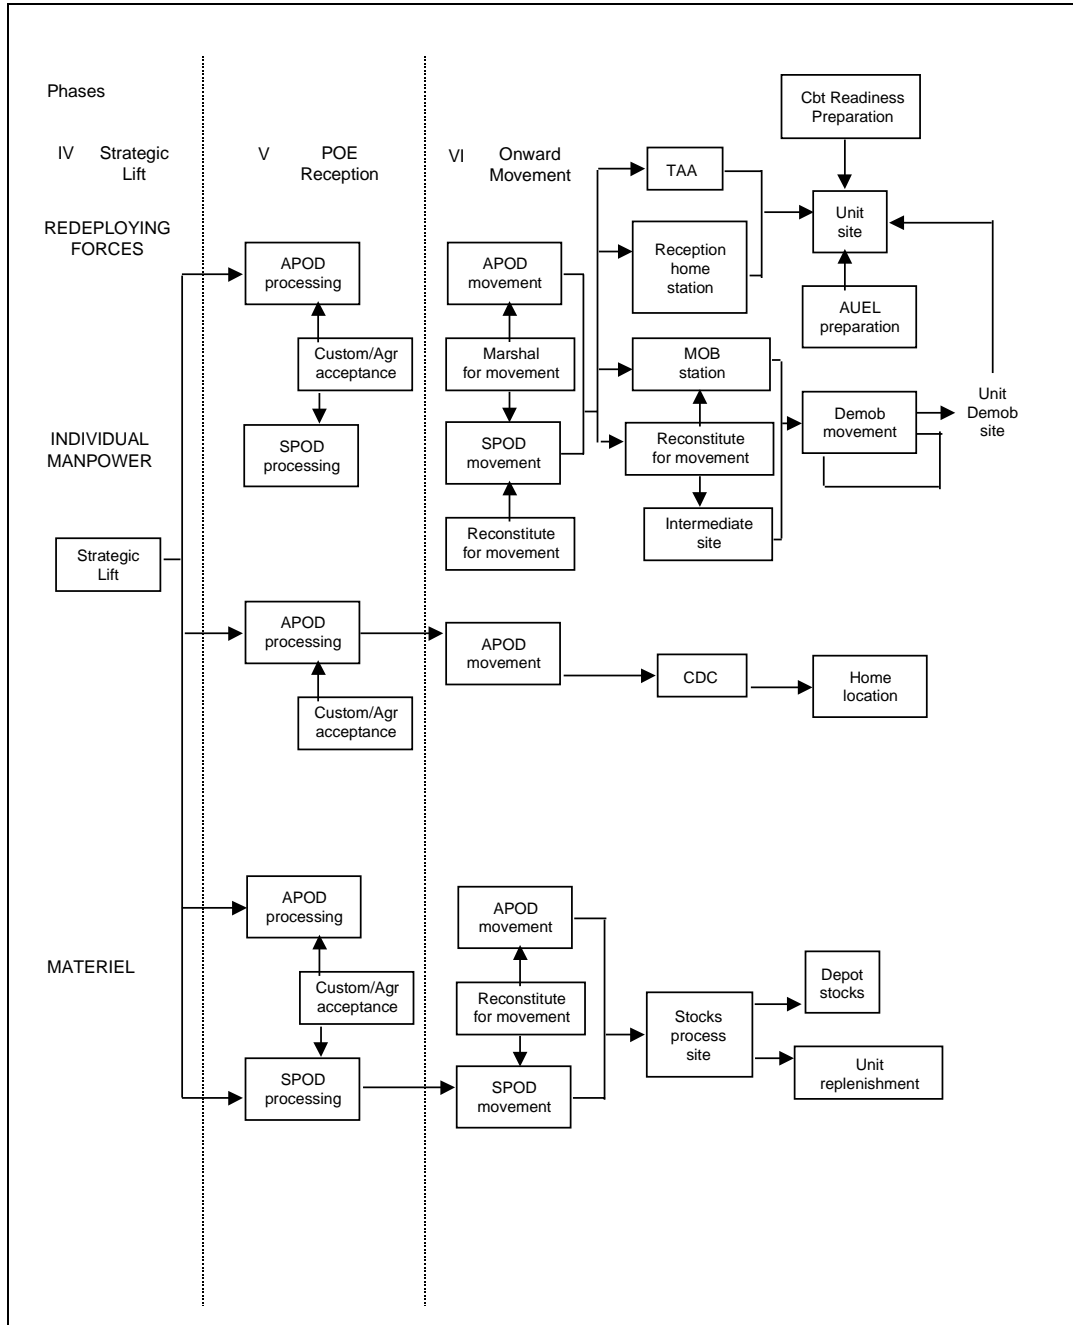 Phases
IV Strategic
Lift
V POE
Reception
VI Onward
Movement
REDEPLOYING
FORCES
APOD
processing
Custom/Agr
acceptance
SPOD
processing
APOD
movement
Marshal
for movement
SPOD
movement
Reconstitute
for movement
TAA
Reception
home
station
MOB
station
Reconstitute
for movement
Intermediate
site
Cbt Readiness
Preparation
Unit
site
AUEL
preparation
Demob
movement
Unit
Demob
site
INDIVIDUAL
MANPOWER
Strategic
Lift
APOD
processing
Custom/Agr
acceptance
APOD
movement
CDC
Home
location
MATERIEL
APOD
processing
Custom/Agr
acceptance
SPOD
processing
APOD
movement
Reconstitute
for movement
SPOD
movement
Stocks
process
site
Depot
stocks
Unit
replenishment